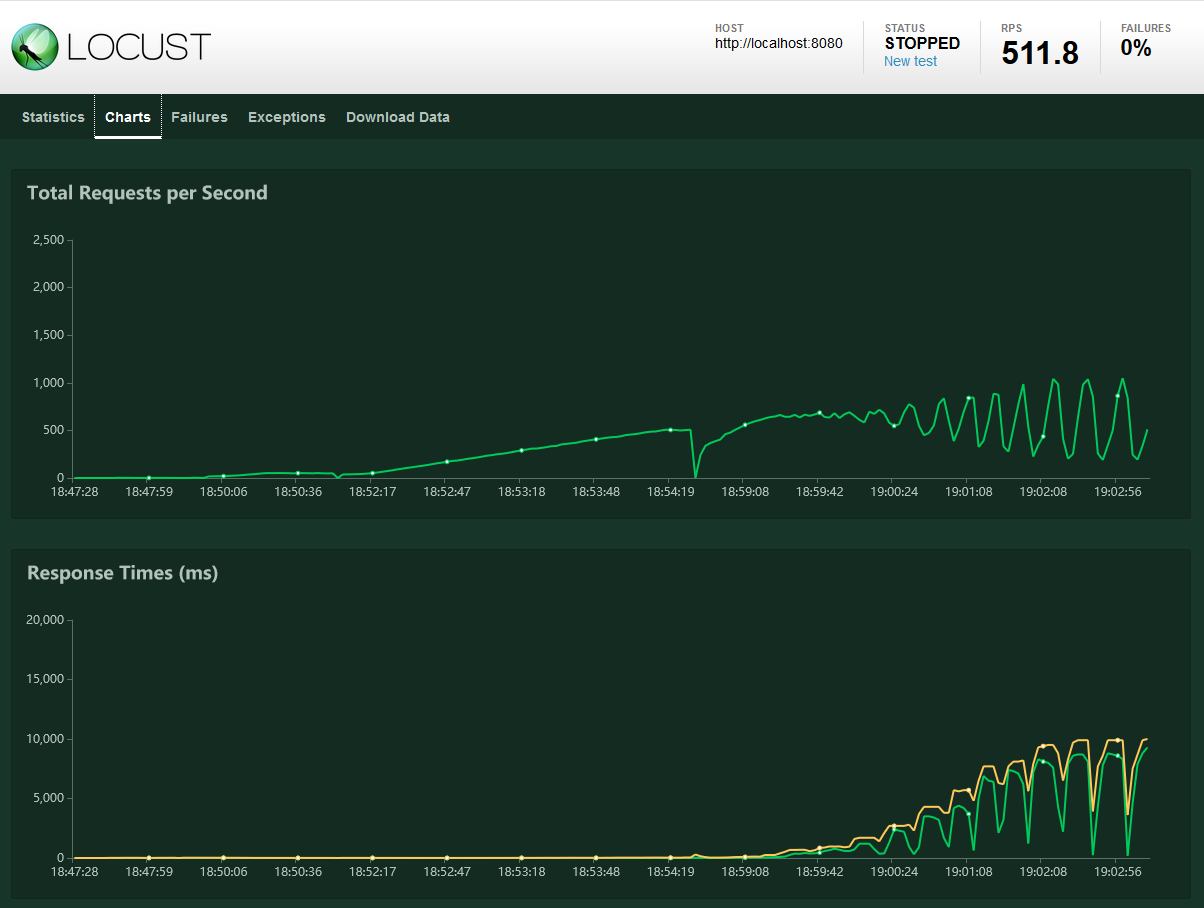 LOCUST
HOST
http://localhost:8080
STATUS
STOPPED
New test
RPS
511.8
FAILURES
0%
Statistics Charts Failures Exceptions Download Data
Total Requests per Second
2,500
2,000
1,500
1,000
500
0
18:47:28 18:47:59 18:50:06 18:50:36 18:52:17 18:52:47 18:53:18 18:53:48 18:54:19 18:59:08 18:59:42 19:00:24 19:01:08 19:02:08 19:02:56
Response Times (ms)
20,000
15,000
10,000
5,000
0
18:47:28 18:47:59 18:50:06 18:50:36 18:52:17 18:52:47 18:53:18 18:53:48 18:54:19 18:59:08 18:59:42 19:00:24 19:01:08 19:02:08 19:02:56